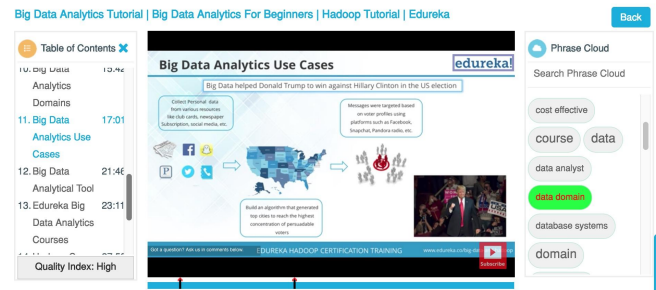 Big Data Analytics Tutorial | Big Data Analytics For Beginners | Hadoop Tutorial | Edureka
Back
Table of Contents
10. Big Data 15:42
Analytics
Domains
11. Big Data 17:01
Analytics Use
Cases
12. Big Data 21:46
Analytical Tool
13. Edureka Big 23:11
Data Analytics
Courses
Quality Index: High
Big Data Analytics Use Cases
edureka!
Big Data helped Donald Trump to win against Hillary Clinton in the US election
Collect Personal data
from various resources
like club cards, newspaper
Subscription, social media, etc.
Messages were targeted based
on voter profiles using
platforms such as Facebook,
Snapchat, Pandora radio, etc.
Build an algorithm that generated
top cities to reach the highest
concentration of persuadable
voters
Got a question? Ask us in comments below.
EDUREKA HADOOP CERTIFICATION TRAINING
Subscribe
Phrase Cloud
Search Phrase Cloud
cost effective
course data
data analyst
data domain
database systems
domain